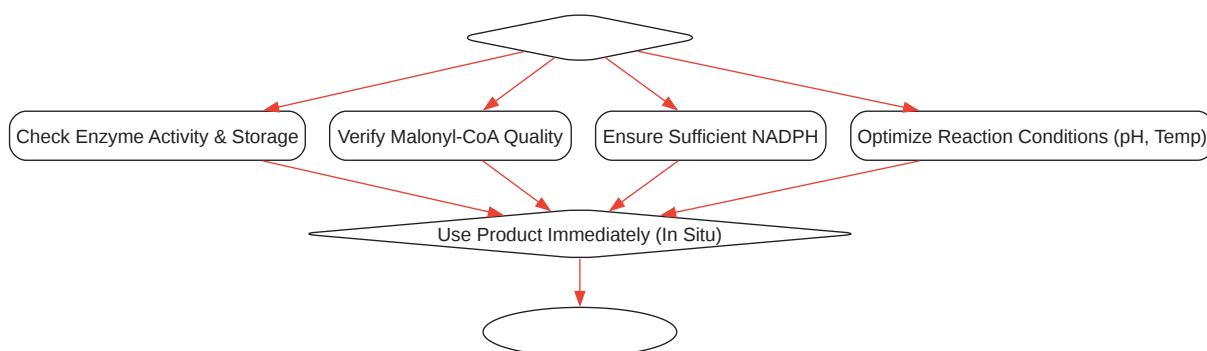 Check Enzyme Activity & Storage
Verify Malonyl-CoA Quality
Ensure Sufficient NADPH
Optimize Reaction Conditions (pH, Temp)
Use Product Immediately (In Situ)